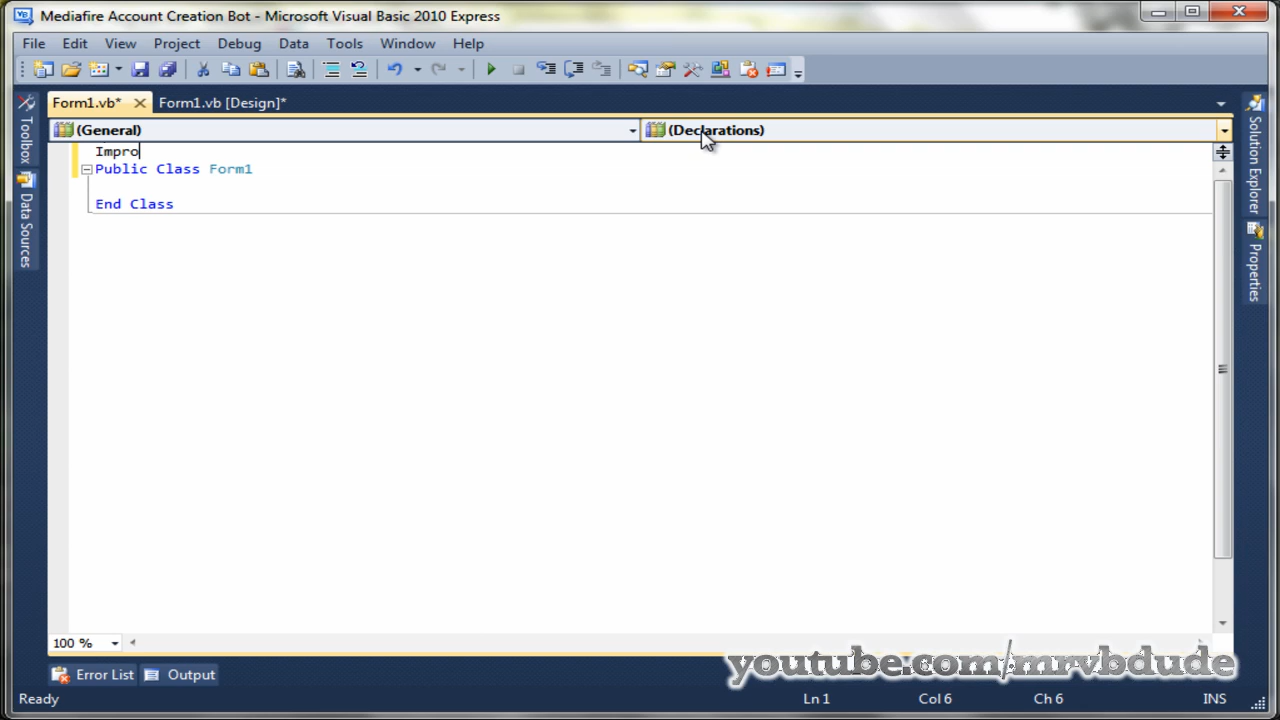 Mediafire Account Creation Bot - Microsoft Visual Basic 2010 Express
File Edit View Project Debug Data Tools Window Help
Form1.vb* Form1.vb [Design]*
(General) (Declarations)
Impro
Public Class Form1
End Class
Toolbox
Data Sources
Solution Explorer
Properties
100 %
youtube.com/mrvbdude
Error List Output
Ready Ln 1 Col 6 Ch 6 INS